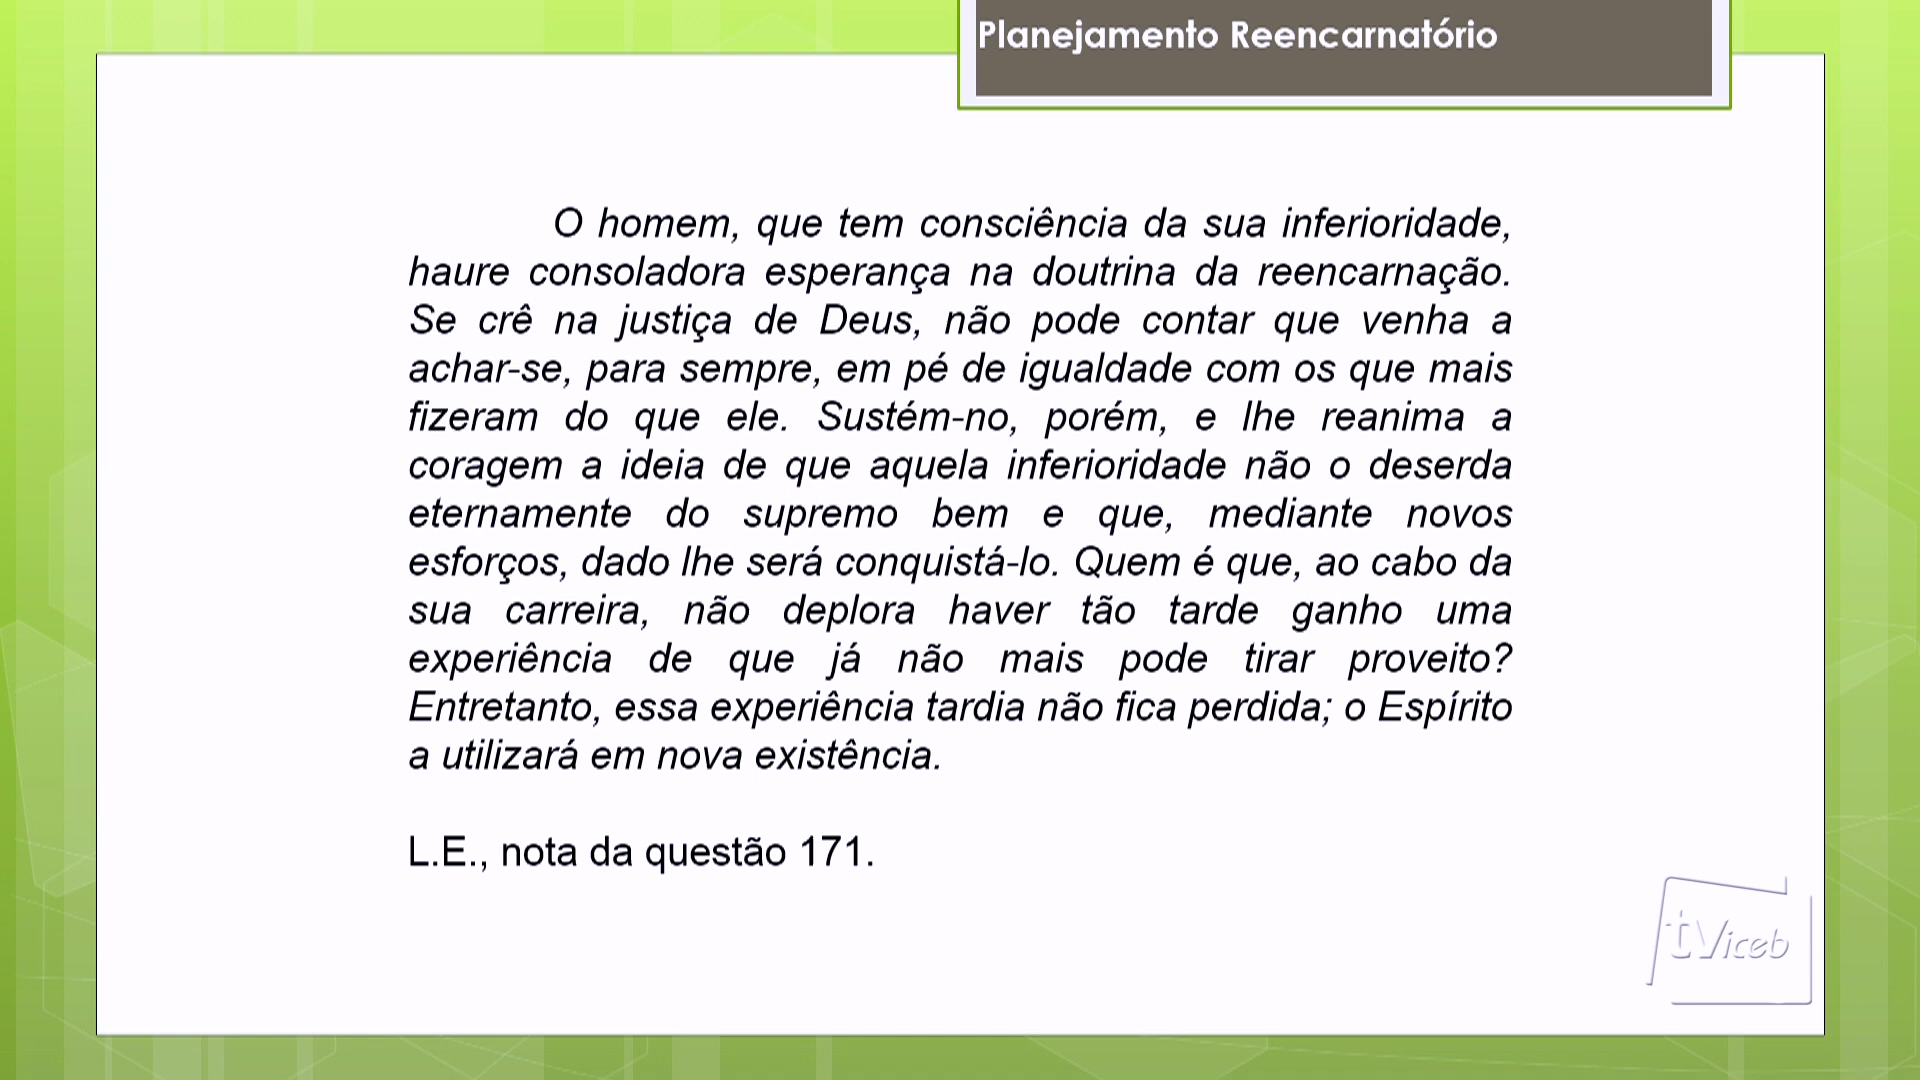 Planejamento Reencarnatório
O homem, que tem consciência da sua inferioridade,
haure consoladora esperança na doutrina da reencarnação.
Se crê na justiça de Deus, não pode contar que venha a
achar-se, para sempre, em pé de igualdade com os que mais
fizeram do que ele. Sustém-no, porém, e lhe reanima a
coragem a ideia de que aquela inferioridade não o deserda
eternamente do supremo bem e que, mediante novos
esforços, dado lhe será conquistá-lo. Quem é que, ao cabo da
sua carreira, não deplora haver tão tarde ganho uma
experiência de que já não mais pode tirar proveito?
Entretanto, essa experiência tardia não fica perdida; o Espírito
a utilizará em nova existência.
L.E., nota da questão 171.
tViceb